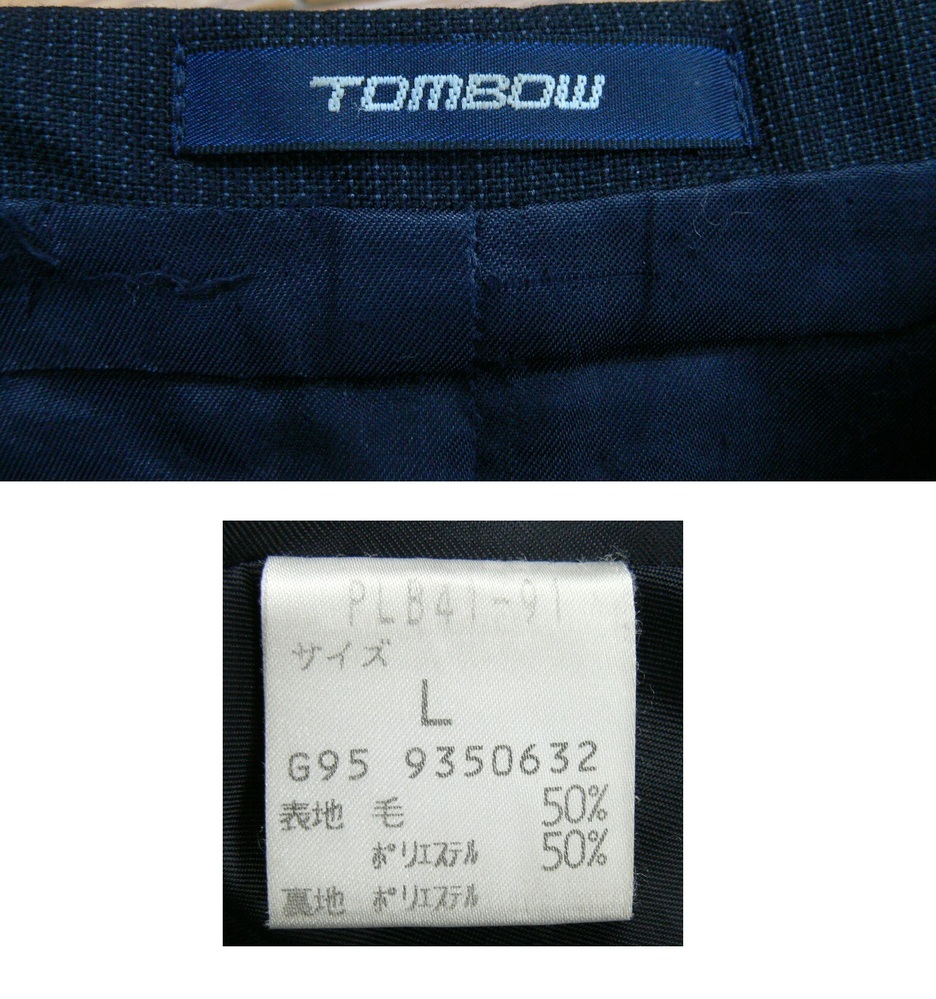 TOMBOW
PLB41-91
サイズ
L
G95 9350632
表地 毛 50%
ポリエステル 50%
裏地 ポリエステル